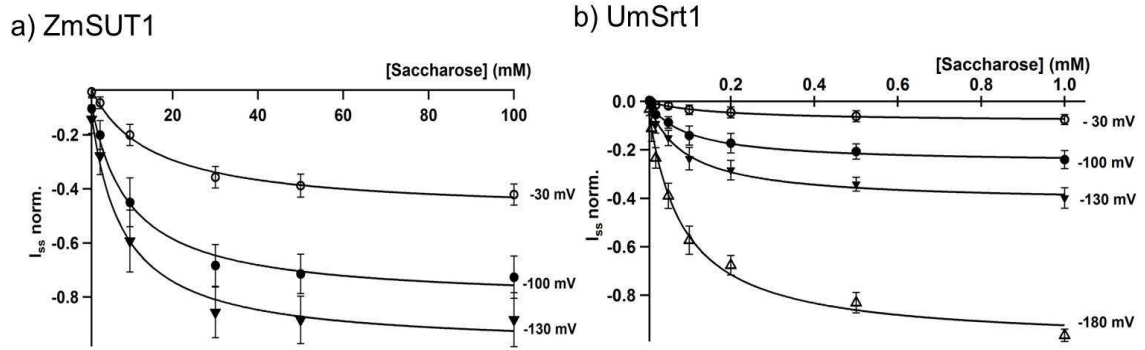 a) ZmSUT1
[Saccharose] (mM)
20 40 60 80 100
-0.2
-0.4
-0.6
-0.8
Iss norm.
-30 mV
-100 mV
-130 mV
b) UmSrt1
[Saccharose] (mM)
0.2 0.4 0.6 0.8 1.0
0.0
-0.2
-0.4
-0.6
-0.8
Iss norm.
- 30 mV
-100 mV
-130 mV
-180 mV